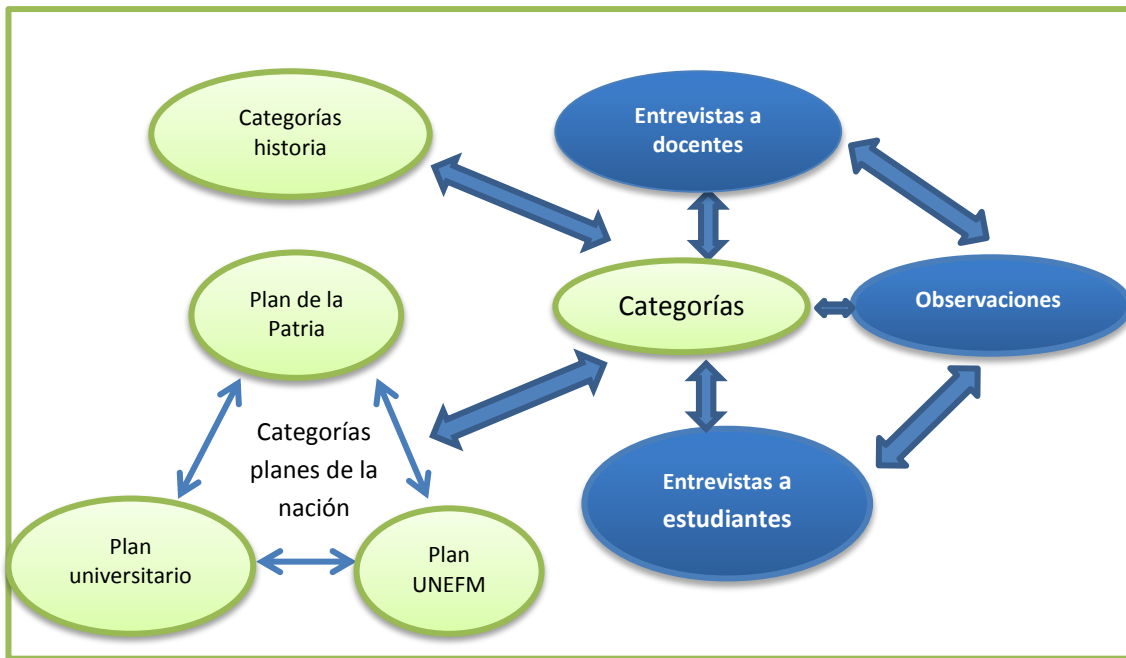 Categorías
historia
Entrevistas a
docentes
Plan de la
Patria
Categorías
Observaciones
Categorías
planes de la
nación
Entrevistas a
estudiantes
Plan
universitario
Plan
UNEFM